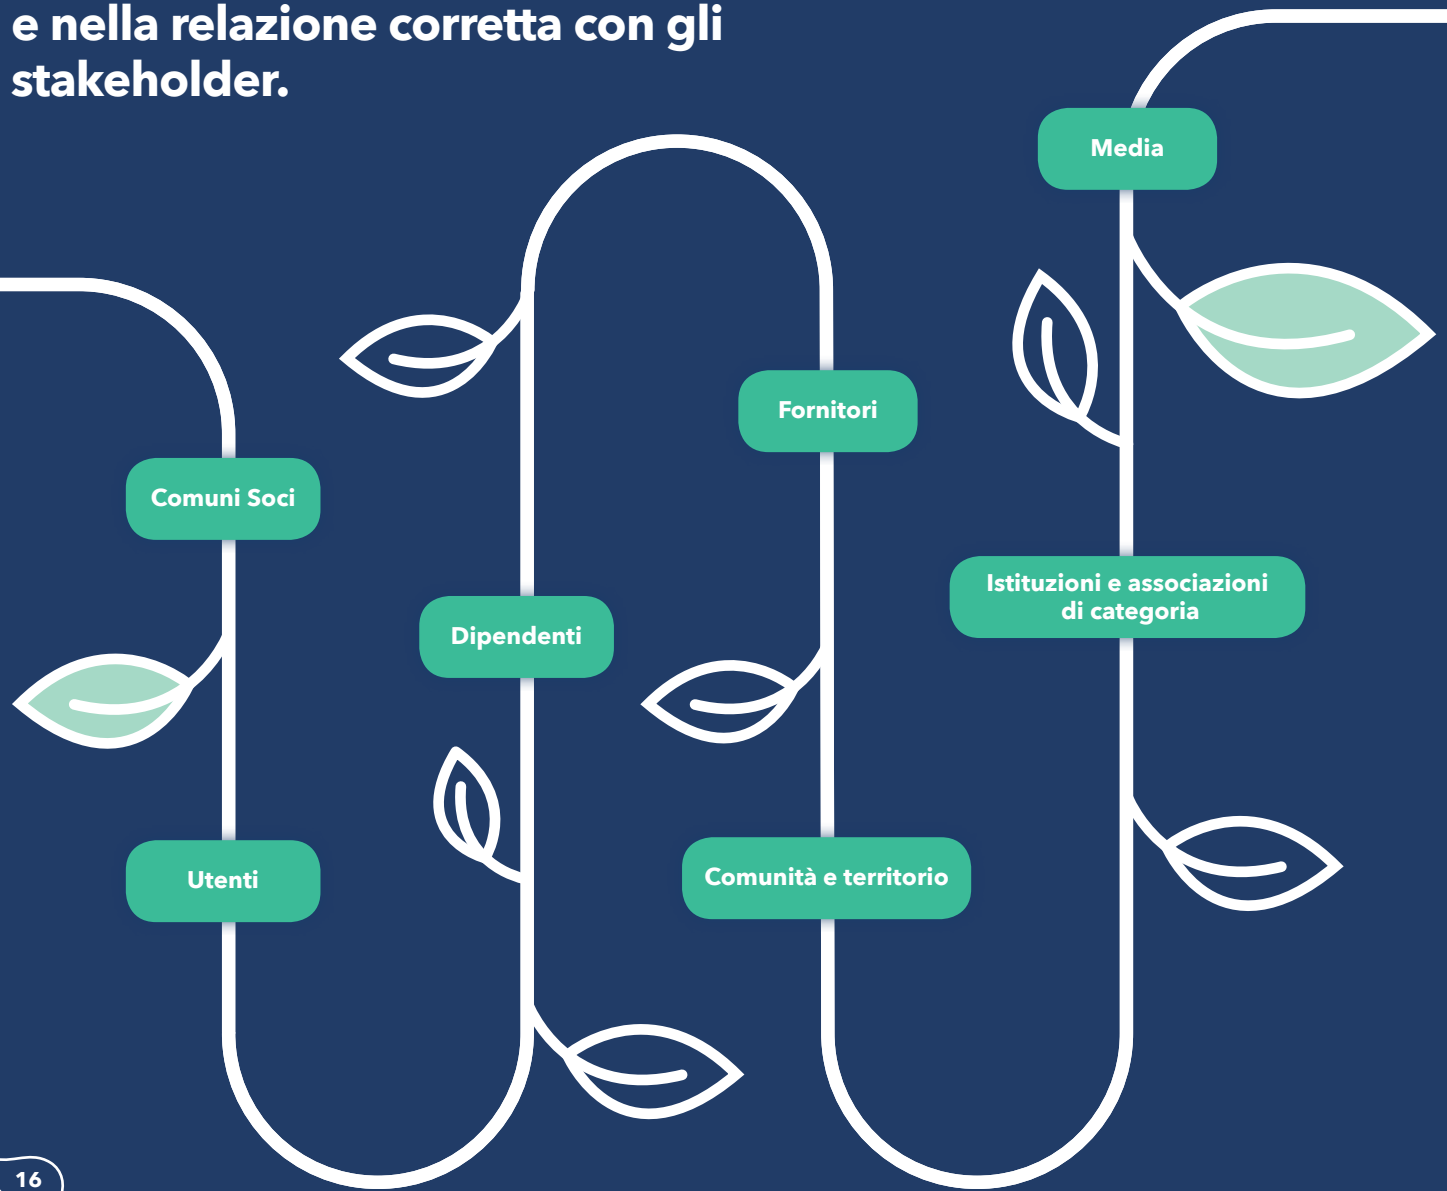 e nella relazione corretta con gli
stakeholder.
Comuni Soci
Utenti
Dipendenti
Fornitori
Comunità e territorio
Istituzioni e associazioni
di categoria
Media
16